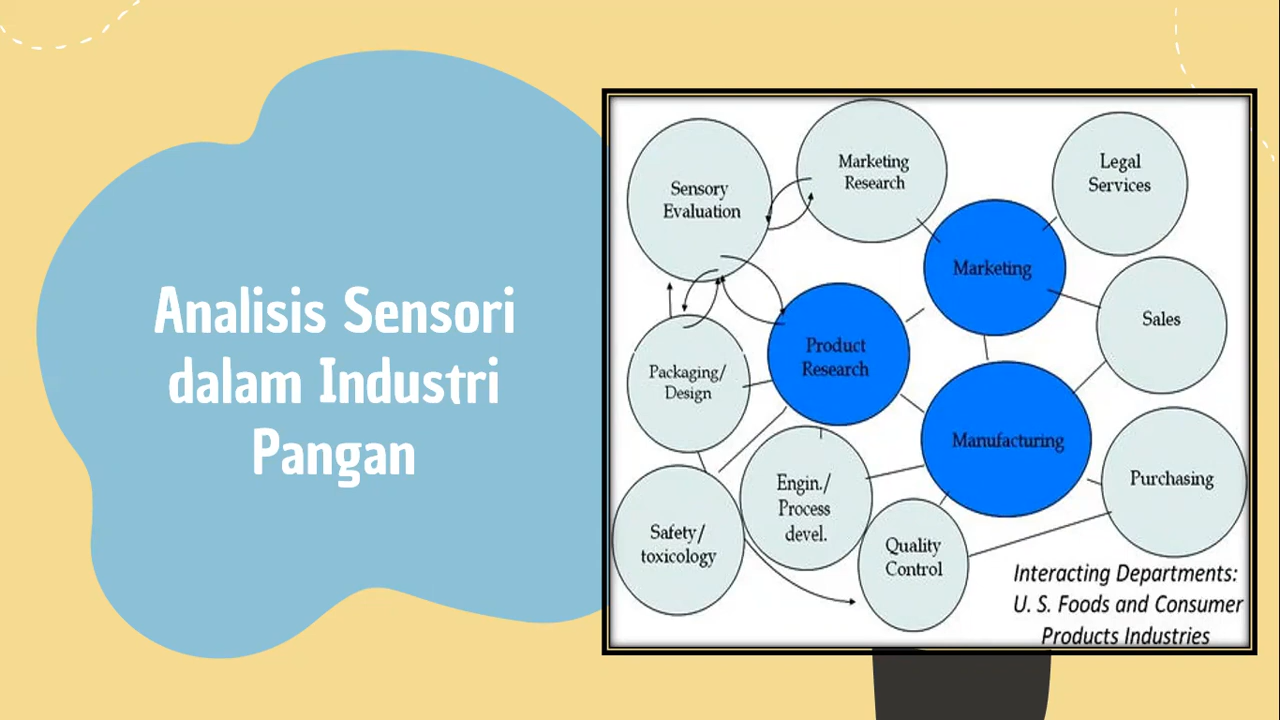 Analisis Sensori
dalam Industri
Pangan
Sensory
Evaluation
Marketing
Research
Legal
Services
Marketing
Sales
Product
Research
Packaging/
Design
Manufacturing
Purchasing
Engin./
Process
devel.
Safety/
toxicology
Quality
Control
Interacting Departments:
U. S. Foods and Consumer
Products Industries